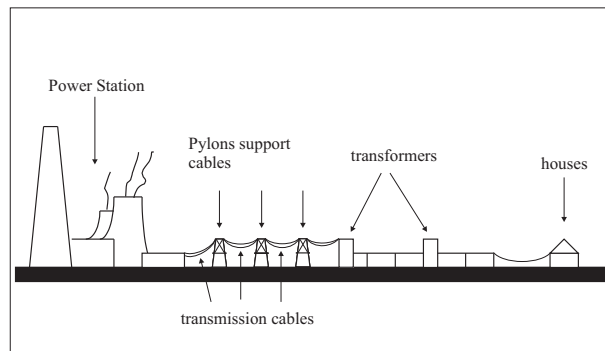 Power Station
Pylons support
cables
transformers
houses
transmission cables